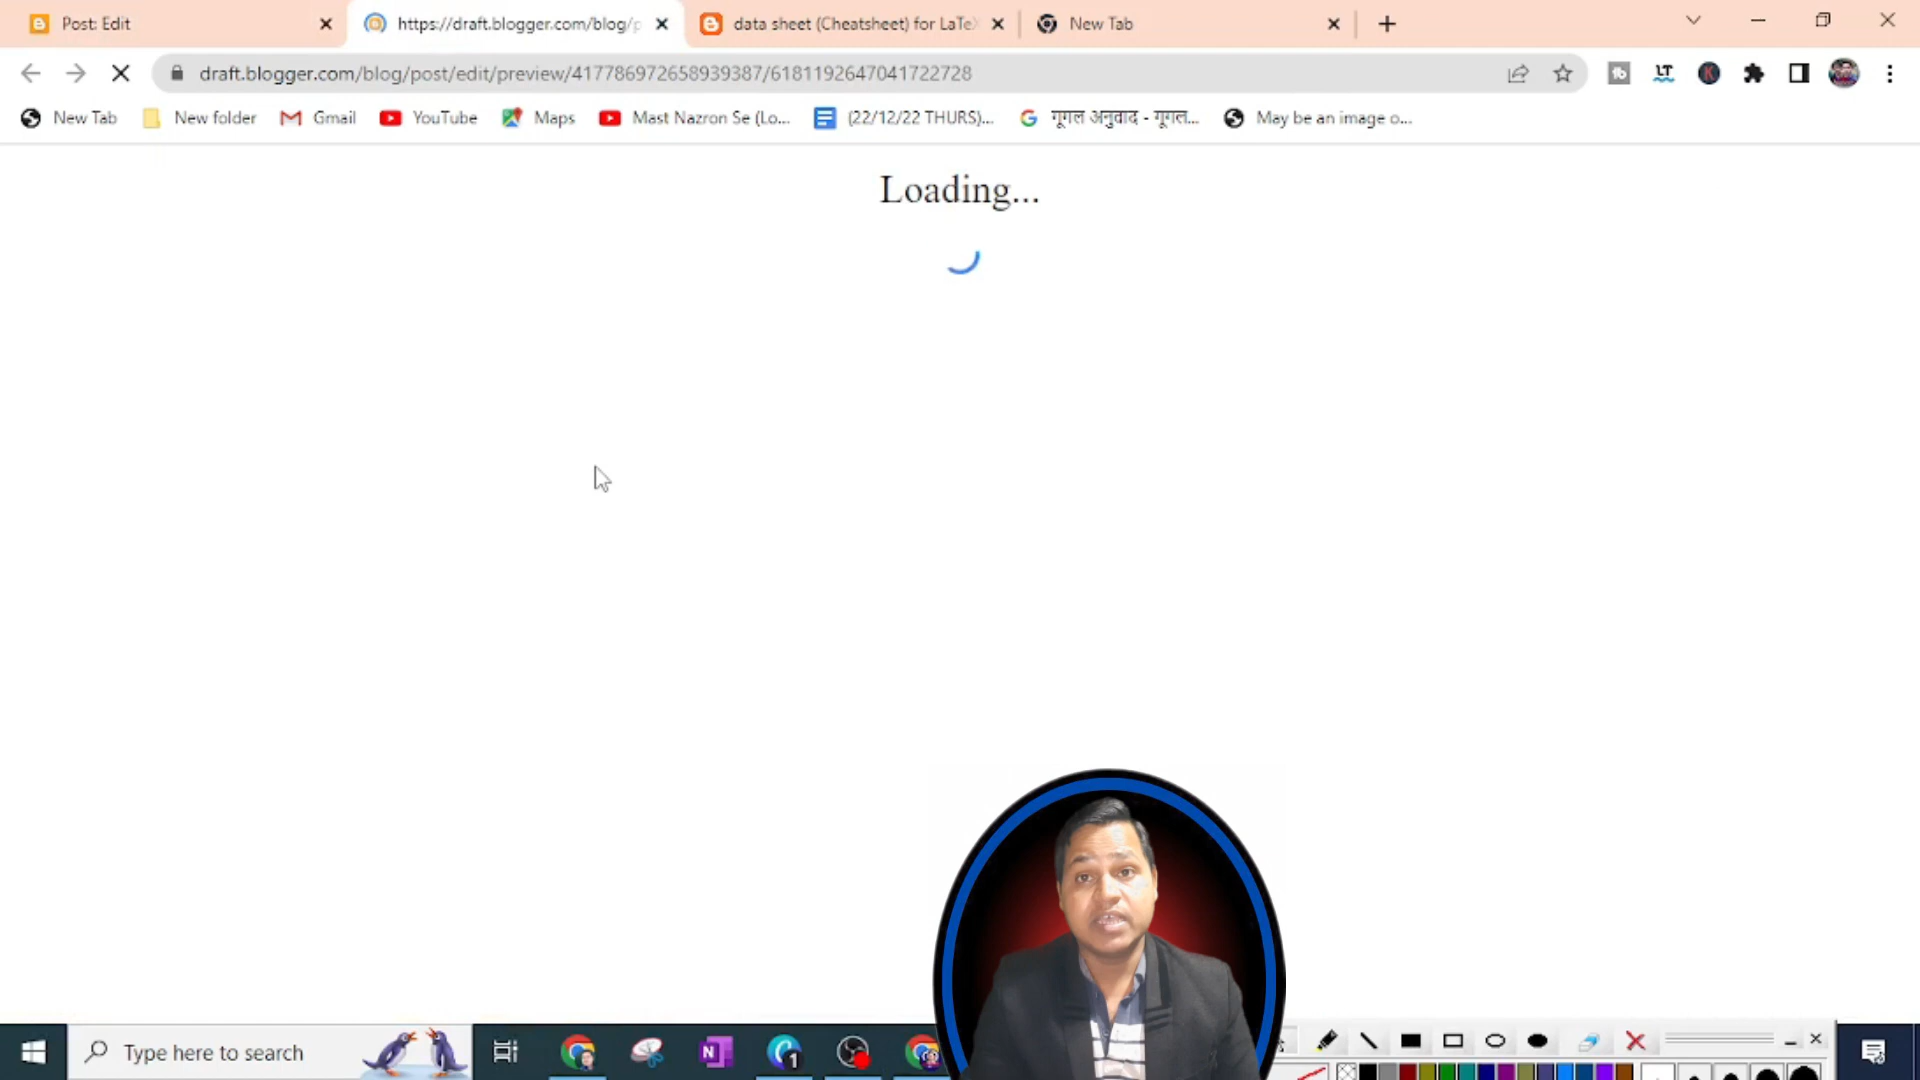 Post: Edit
https://draft.blogger.com/blog/p
data sheet (Cheatsheet) for LaTeX
New Tab
draft.blogger.com/blog/post/edit/preview/417786972658939387/6181192647041722728
New Tab
New folder
Gmail
YouTube
Maps
Mast Nazron Se (Lo...
(22/12/22 THURS)...
गूगल अनुवाद - गूगल...
May be an image o...
Loading...
Type here to search